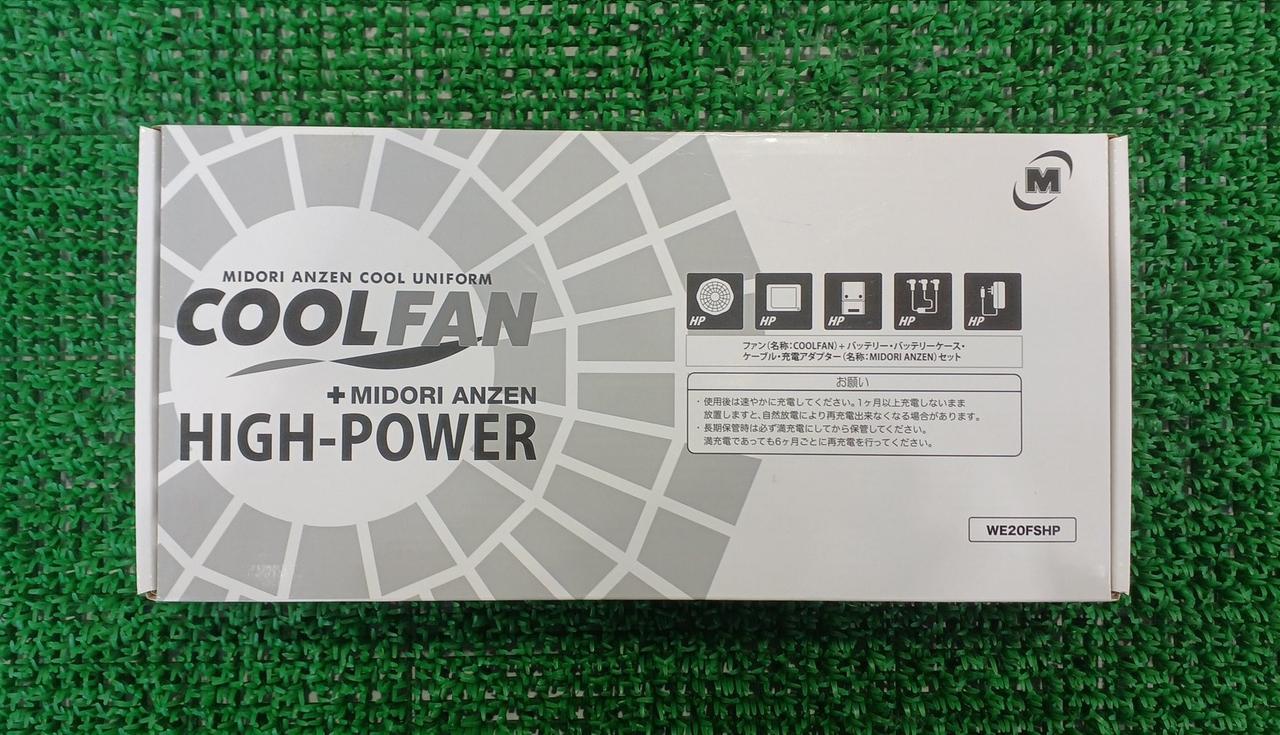 M
MIDORI ANZEN COOL UNIFORM
COOLFAN
+MIDORI ANZEN
HIGH-POWER
HP HP HP HP HP
ファン(名称:COOLFAN)+バッテリー・バッテリーケース・
ケーブル・充電アダプター(名称:MIDORI ANZEN)セット
お願い
・使用後は速やかに充電してください。1ヶ月以上充電しないまま
放置しますと、自然放電により再充電出来なくなる場合があります。
・長期保管時は必ず満充電にしてから保管してください。
満充電であっても6ヶ月ごとに再充電を行ってください。
WE20FSHP